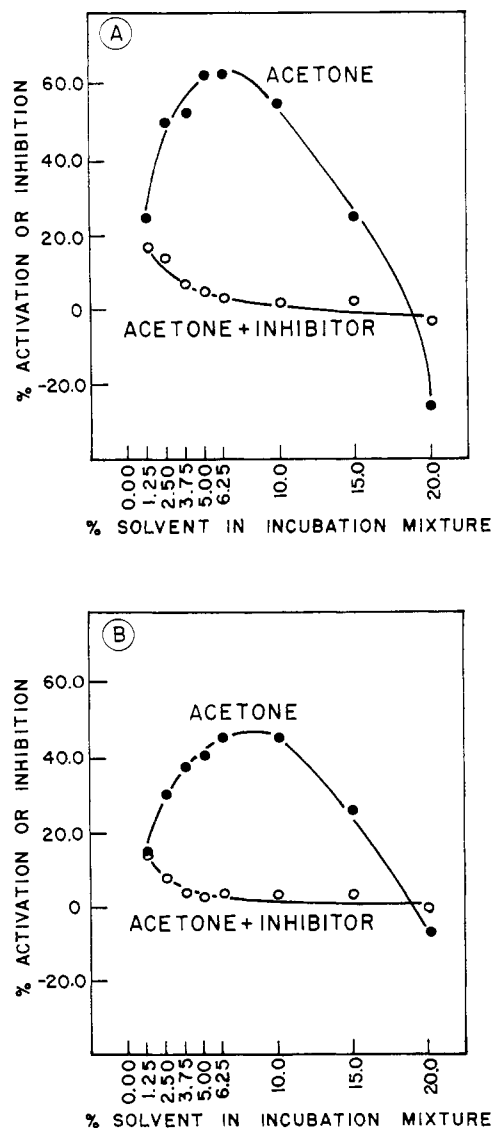 A
ACETONE
60.0
40.0
20.0
0
-20.0
% ACTIVATION OR INHIBITION
ACETONE + INHIBITOR
0.00 1.25 2.50 3.75 5.00 6.25 10.0 15.0 20.0
% SOLVENT IN INCUBATION MIXTURE
B
60.0
ACETONE
40.0
20.0
0
-20.0
% ACTIVATION OR INHIBITION
ACETONE + INHIBITOR
0.00 1.25 2.50 3.75 5.00 6.25 10.0 15.0 20.0
% SOLVENT IN INCUBATION MIXTURE